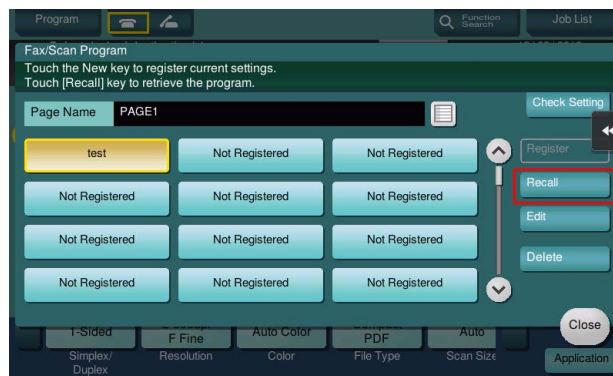 Program
Function
Search
Job List
Fax/Scan Program
Touch the New key to register current settings.
Touch [Recall] key to retrieve the program.
Page Name
PAGE1
Check Setting
test
Not Registered
Not Registered
Register
Not Registered
Not Registered
Not Registered
Recall
Edit
Not Registered
Not Registered
Not Registered
Delete
Not Registered
Not Registered
Not Registered
Close
1-Sided
F Fine
Auto Color
PDF
Auto
Simplex/
Duplex
Resolution
Color
File Type
Scan Size
Application